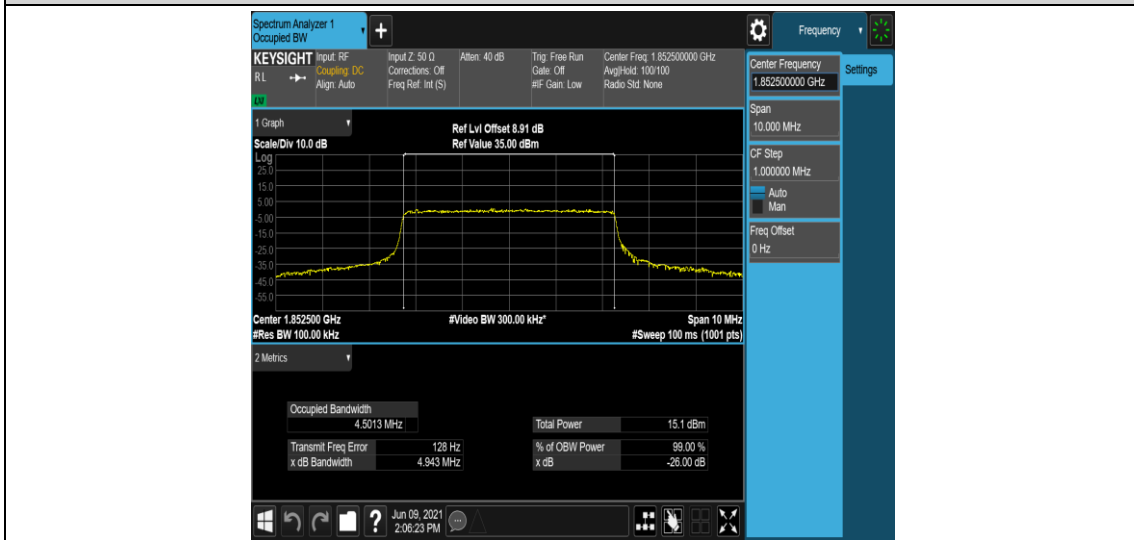 Spectrum Analyzer 1
Occupied BW
+
Frequency
KEYSIGHT
RL
LXI
Input: RF
Coupling: DC
Align: Auto
Input Z: 50 Ω
Corrections: Off
Freq Ref: Int (S)
Atten: 40 dB
Trig: Free Run
Gate: Off
#IF Gain: Low
Center Freq: 1.852500000 GHz
Avg|Hold: 100/100
Radio Std: None
Center Frequency
1.852500000 GHz
Settings
Span
10.000 MHz
CF Step
1.000000 MHz
Auto
Man
Freq Offset
0 Hz
1 Graph
Ref Lvl Offset 8.91 dB
Scale/Div 10.0 dB
Ref Value 35.00 dBm
Log
25.0
15.0
5.00
-5.00
-15.0
-25.0
-35.0
-45.0
-55.0
Center 1.852500 GHz
#Video BW 300.00 kHz*
Span 10 MHz
#Res BW 100.00 kHz
#Sweep 100 ms (1001 pts)
2 Metrics
Occupied Bandwidth
4.5013 MHz
Total Power 15.1 dBm
Transmit Freq Error 128 Hz
% of OBW Power 99.00 %
x dB Bandwidth 4.943 MHz
x dB -26.00 dB
?
Jun 09, 2021
2:06:23 PM